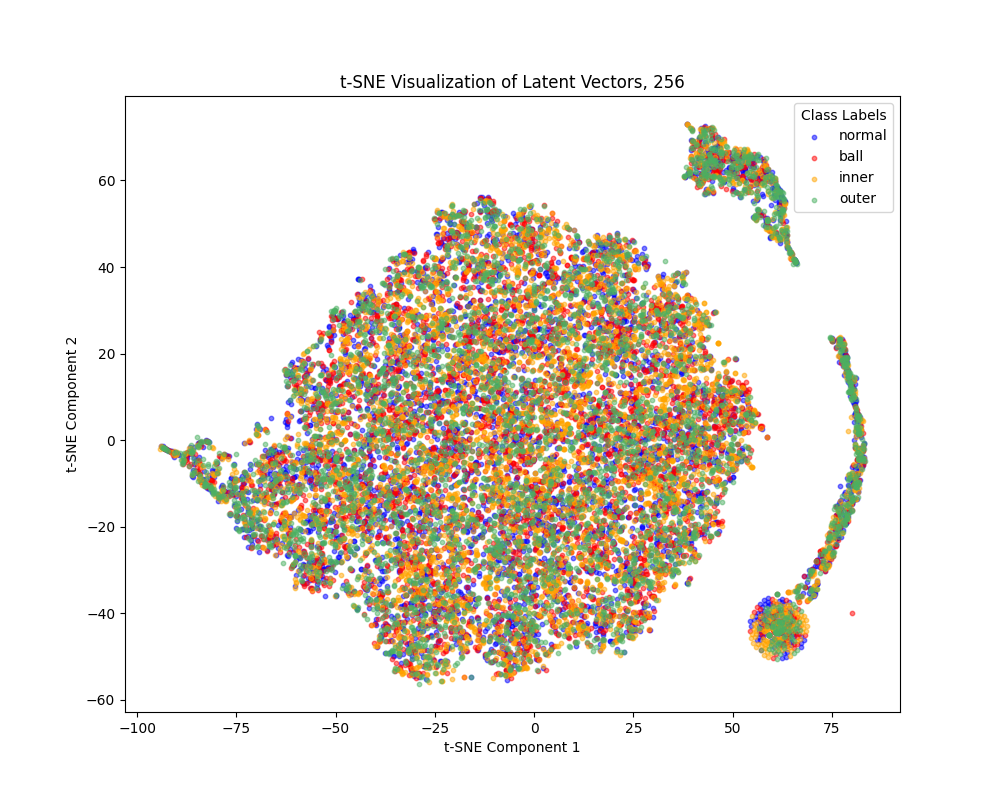 t-SNE Visualization of Latent Vectors, 256
Class Labels
normal
ball
inner
outer
t-SNE Component 2
60
40
20
0
−20
−40
−60
−100
−75
−50
−25
0
25
50
75
t-SNE Component 1